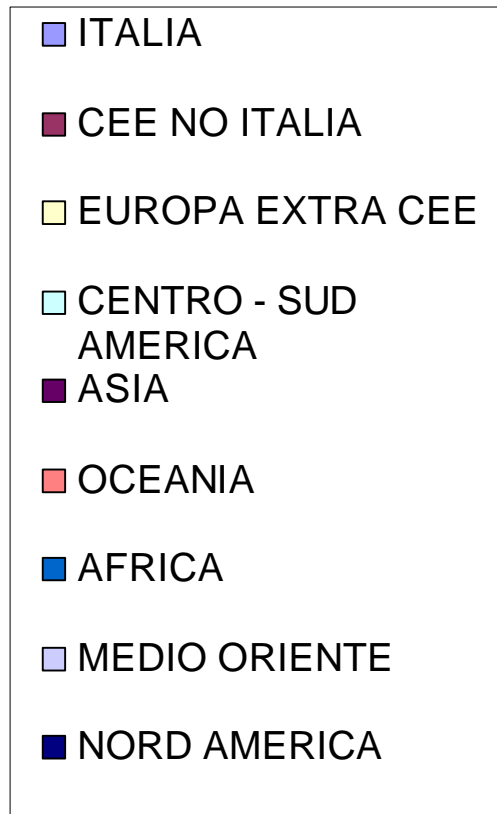 ITALIA
CEE NO ITALIA
EUROPA EXTRA CEE
CENTRO - SUD
AMERICA
ASIA
OCEANIA
AFRICA
MEDIO ORIENTE
NORD AMERICA